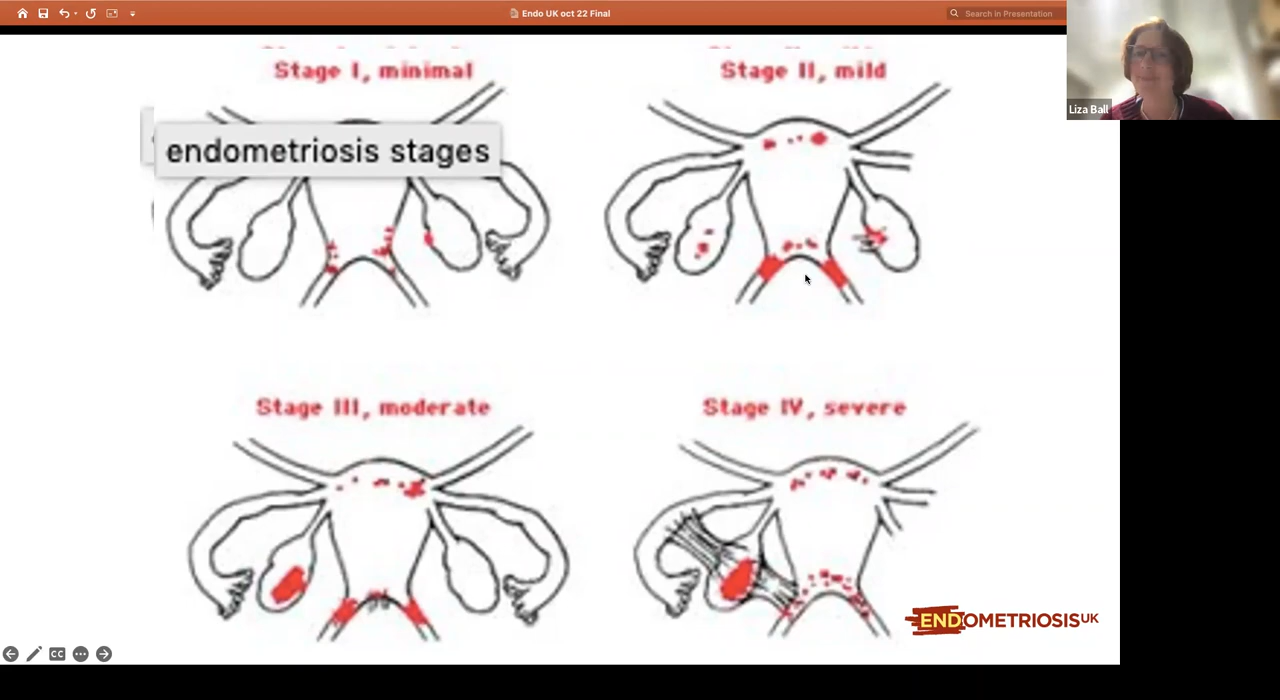 Endo UK oct 22 Final
Search in Presentation
Liza Ball
Stage I, minimal
Stage II, mild
endometriosis stages
Stage III, moderate
Stage IV, severe
ENDOMETRIOSIS UK
CC